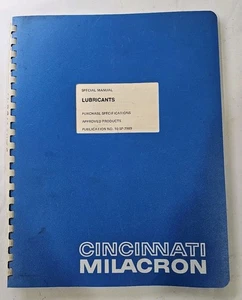 SPECIAL MANUAL
LUBRICANTS
PURCHASE SPECIFICATIONS
APPROVED PRODUCTS
PUBLICATION NO.
CINCINNATI
MILACRON